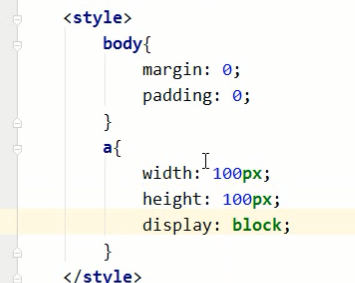 <style>
body{
margin: 0;
padding: 0;
}
a{
width: 100px;
height: 100px;
display: block;
}
</style>